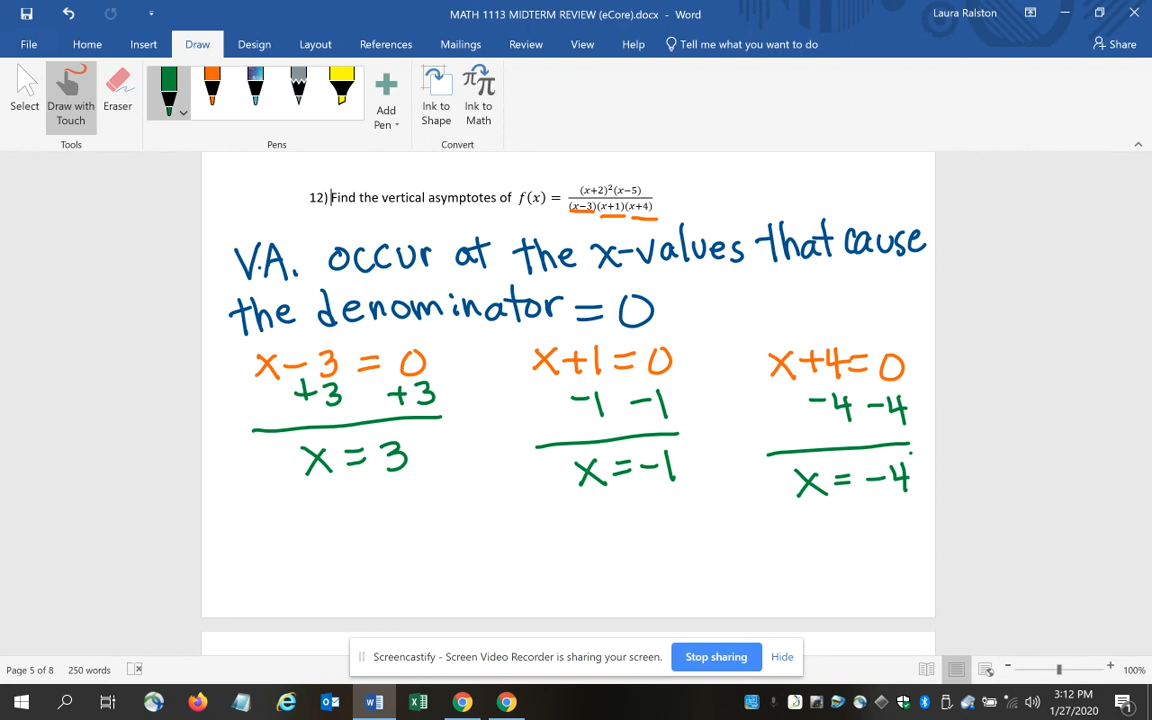 MATH 1113 MIDTERM REVIEW (eCore).docx - Word
Laura Ralston
File Home Insert Draw Design Layout References Mailings Review View Help Tell me what you want to do Share
Select
Draw with Touch
Eraser
Add Pen
Ink to Shape
Ink to Math
Tools
Pens
Convert
12) Find the vertical asymptotes of f(x) = (x+2)²(x−5) / (x−3)(x+1)(x+4)
V.A. occur at the x-values that cause
the denominator = 0
x − 3 = 0 x + 1 = 0 x + 4 = 0
+3 +3 −1 −1 −4 −4
x = 3 x = −1 x = −4
Screencastify - Screen Video Recorder is sharing your screen. Stop sharing Hide
Page 5 of 8 250 words 100%
3:12 PM
1/27/2020